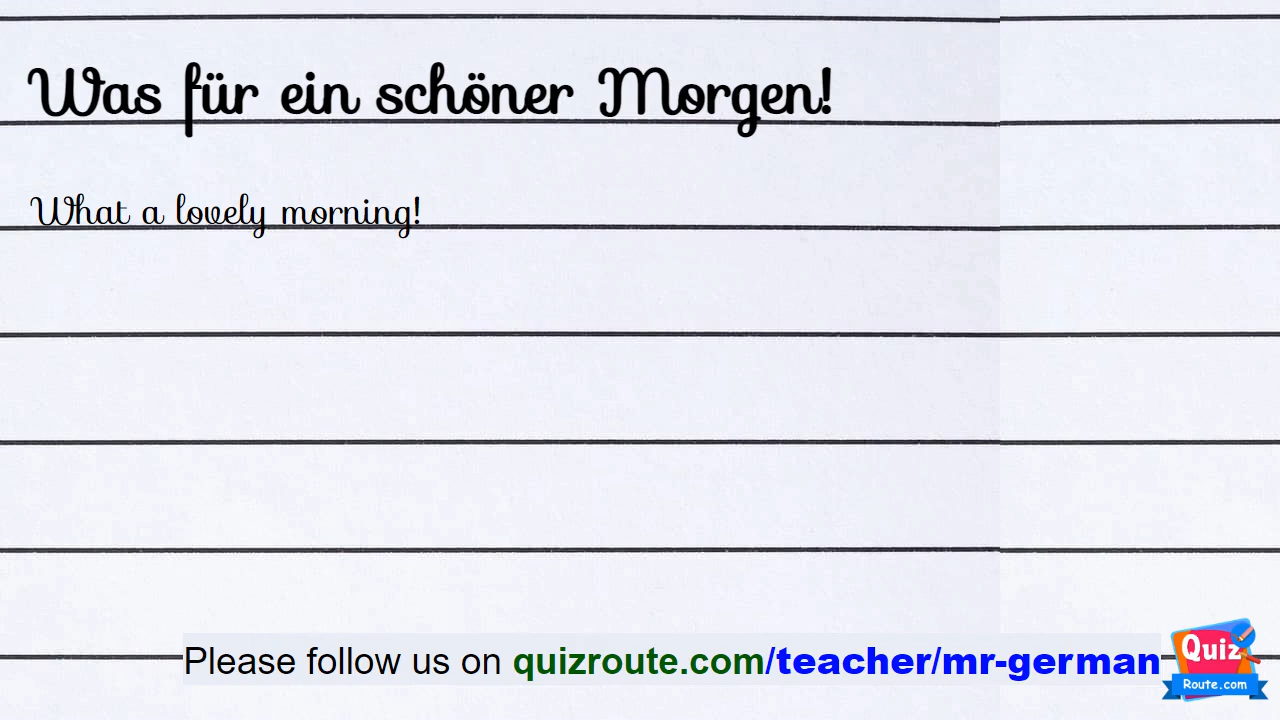 Was für ein schöner Morgen!
What a lovely morning!
Please follow us on quizroute.com/teacher/mr-german
Quiz
Route.com